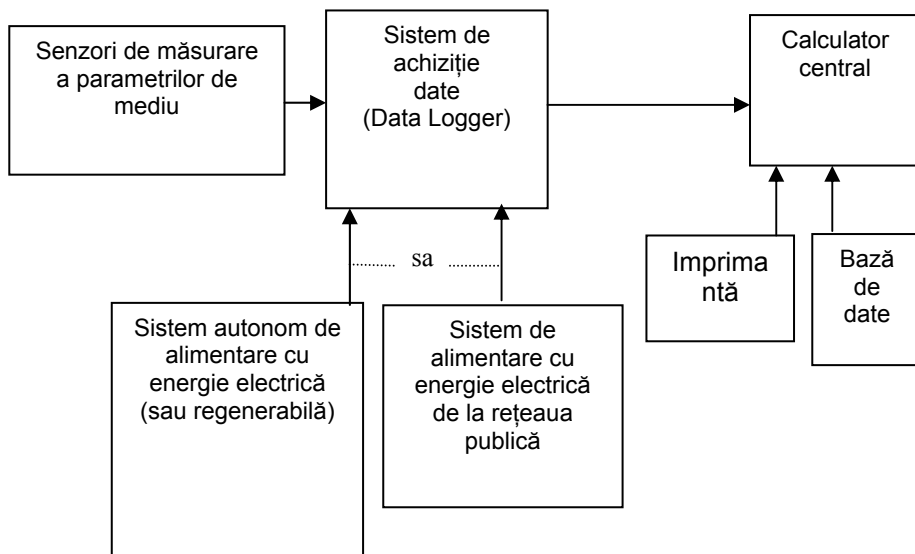 Senzori de măsurare
a parametrilor de
mediu
Sistem de
achiziție
date
(Data Logger)
Calculator
central
sa
Imprima
ntă
Bază
de
date
Sistem autonom de
alimentare cu
energie electrică
(sau regenerabilă)
Sistem de
alimentare cu
energie electrică
de la rețeaua
publică